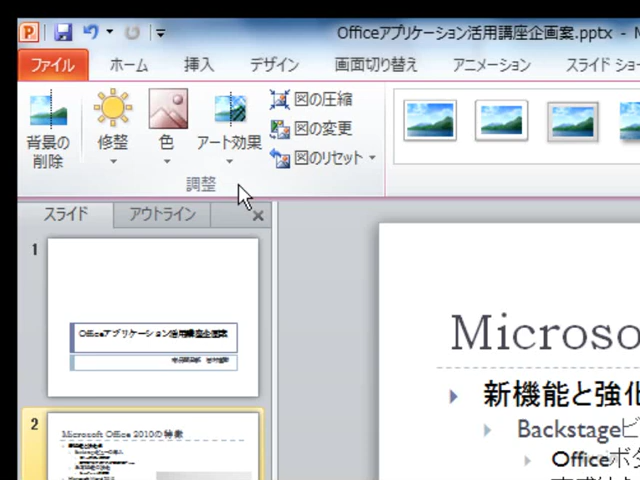 Officeアプリケーション活用講座企画案.pptx - M
ファイル ホーム 挿入 デザイン 画面切り替え アニメーション スライド ショー
背景の
削除
修整
色
アート効果
図の圧縮
図の変更
図のリセット
調整
スライド アウトライン
1
Officeアプリケーション活用講座企画案
2
Microsoft Office 2010の特徴
Microso
新機能と強化
Backstageビ
Officeボタ